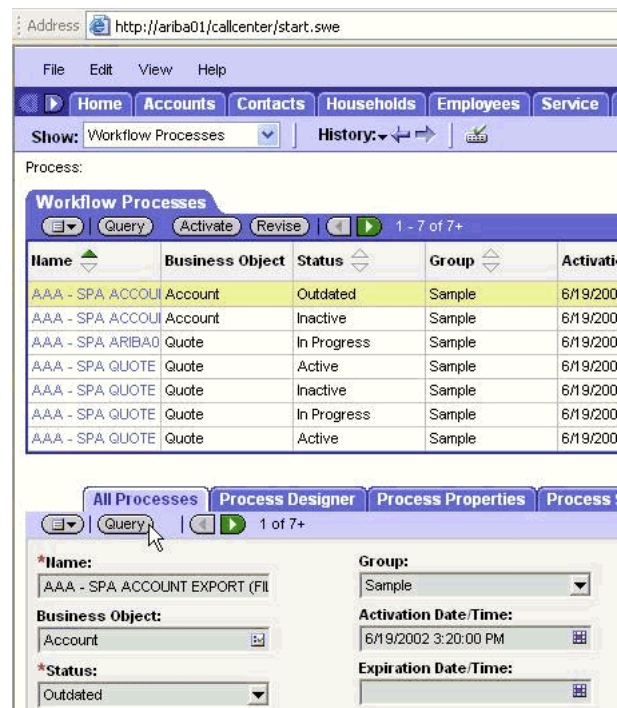 Address http://ariba01/callcenter/start.swe
File Edit View Help
Home Accounts Contacts Households Employees Service
Show: Workflow Processes History:
Process:
Workflow Processes
Query Activate Revise 1 - 7 of 7+
Name Business Object Status Group Activati
AAA - SPA ACCOU Account Outdated Sample 6/19/200
AAA - SPA ACCOU Account Inactive Sample 6/19/200
AAA - SPA ARIBA0 Quote In Progress Sample 6/19/200
AAA - SPA QUOTE Quote Active Sample 6/19/200
AAA - SPA QUOTE Quote Inactive Sample 6/19/200
AAA - SPA QUOTE Quote In Progress Sample 6/19/200
AAA - SPA QUOTE Quote Active Sample 6/19/200
All Processes Process Designer Process Properties Process
Query 1 of 7+
*Name: Group:
AAA - SPA ACCOUNT EXPORT (FIL Sample
Business Object: Activation Date/Time:
Account 6/19/2002 3:20:00 PM
*Status: Expiration Date/Time:
Outdated